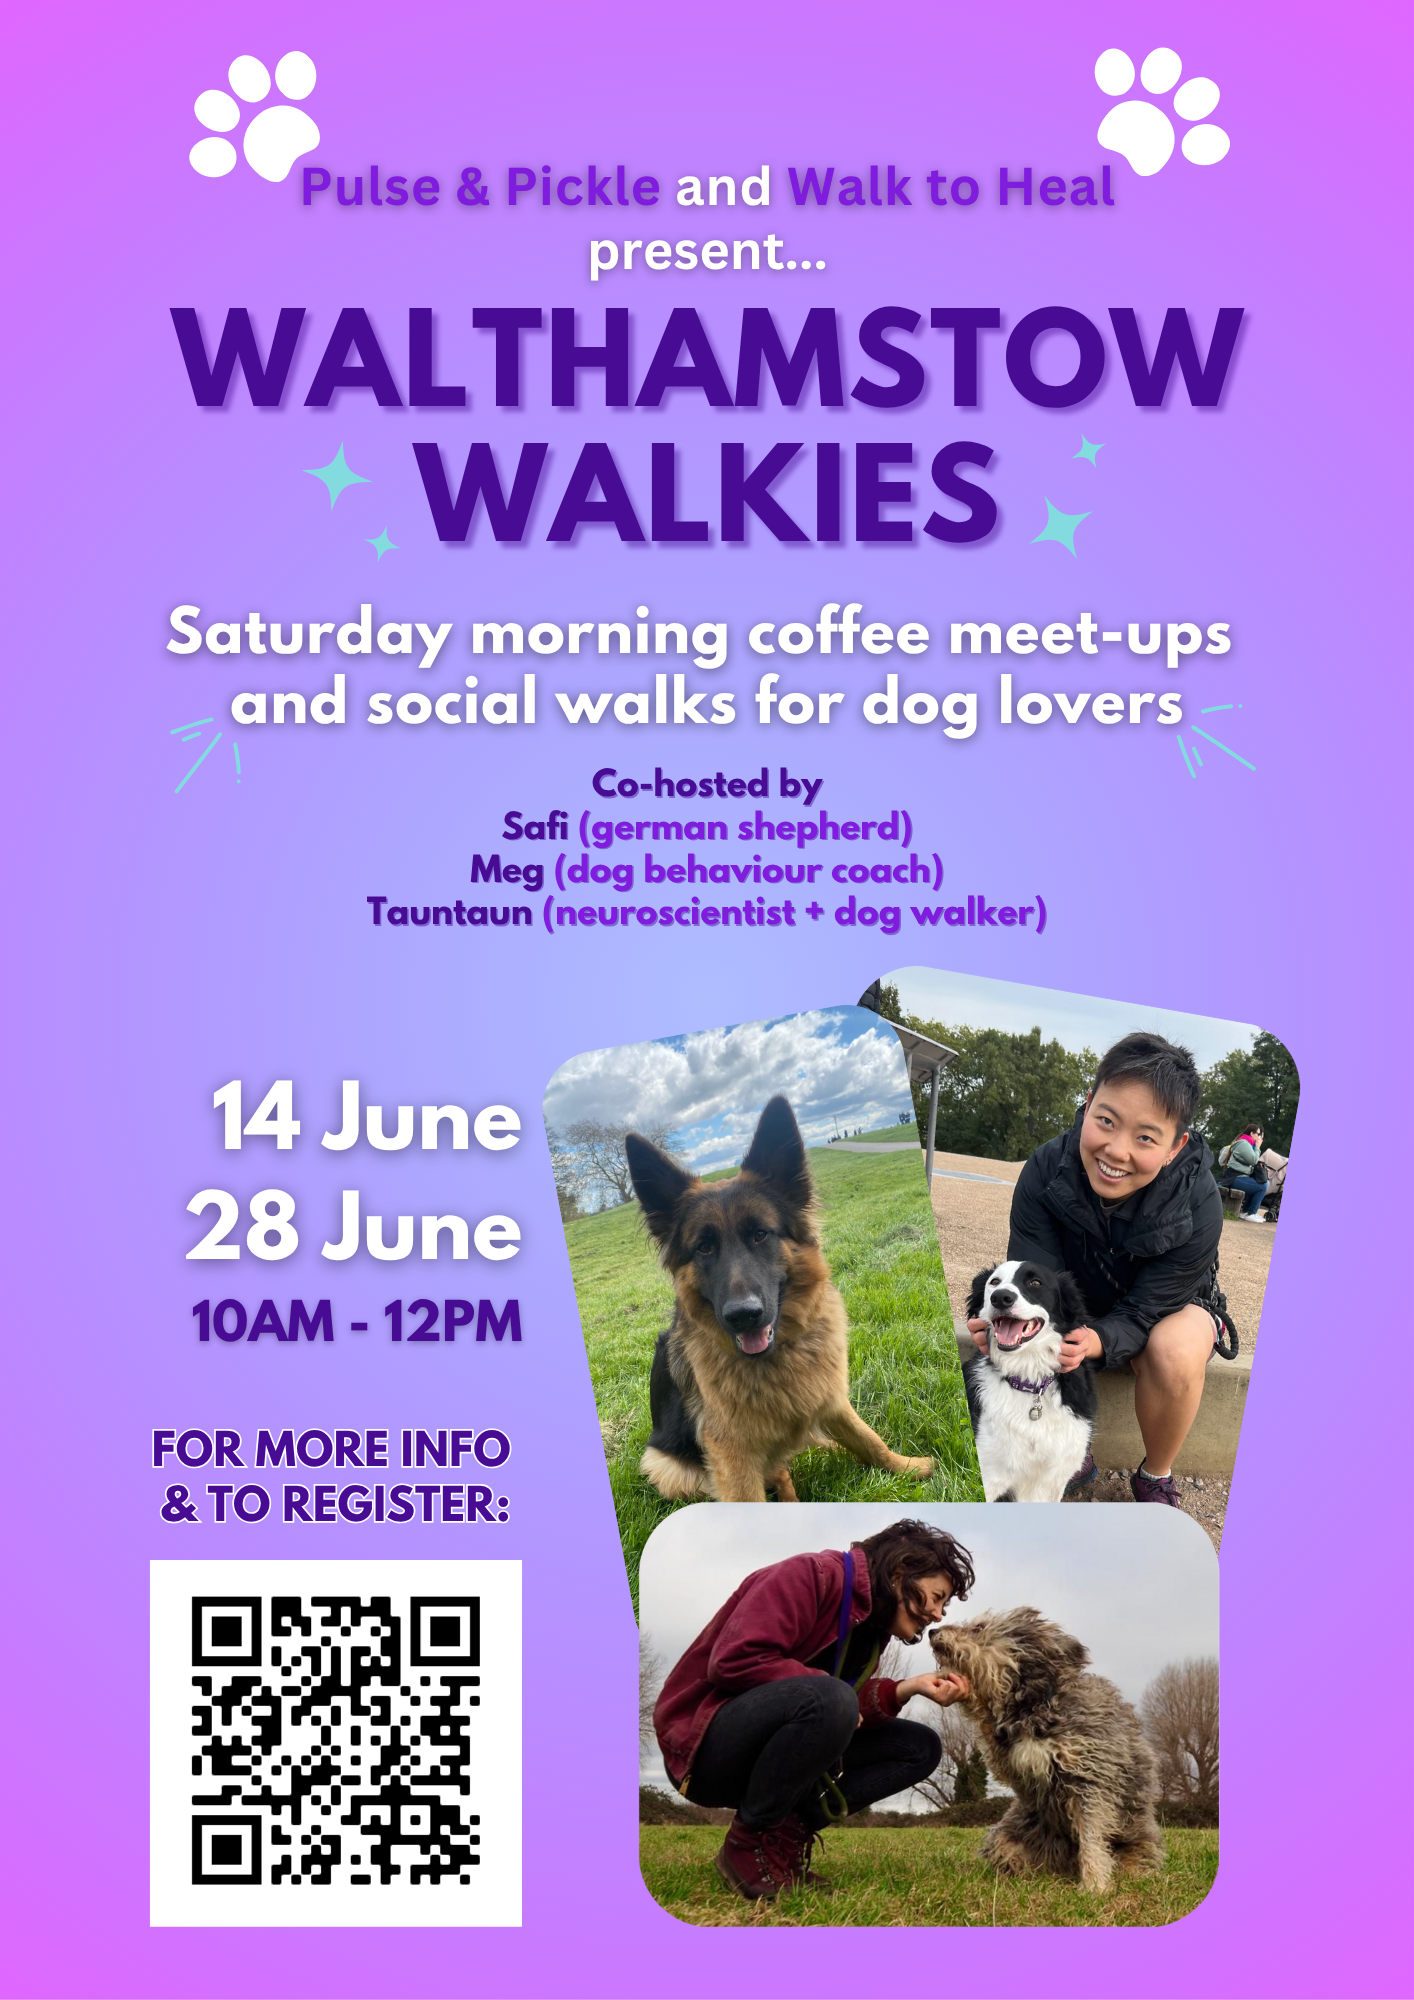 Pulse & Pickle and Walk to Heal
present...
WALTHAMSTOW
WALKIES
Saturday morning coffee meet-ups
and social walks for dog lovers
Co-hosted by
Safi (german shepherd)
Meg (dog behaviour coach)
Tauntaun (neuroscientist + dog walker)
14 June
28 June
10AM - 12PM
FOR MORE INFO
& TO REGISTER: